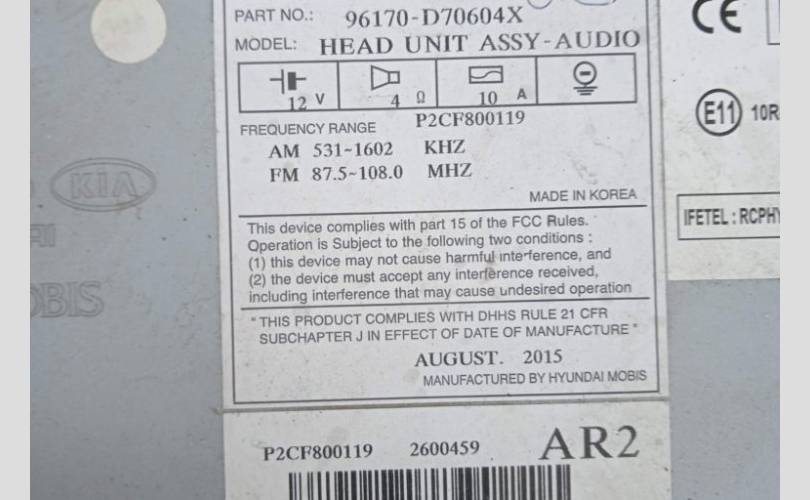 PART NO.: 96170-D70604X
MODEL: HEAD UNIT ASSY-AUDIO
12 V 4 Ω 10 A
FREQUENCY RANGE P2CF800119
AM 531~1602 KHZ
FM 87.5~108.0 MHZ
MADE IN KOREA
This device complies with part 15 of the FCC Rules.
Operation is Subject to the following two conditions :
(1) this device may not cause harmful interference, and
(2) the device must accept any interference received,
including interference that may cause undesired operation
"THIS PRODUCT COMPLIES WITH DHHS RULE 21 CFR
SUBCHAPTER J IN EFFECT OF DATE OF MANUFACTURE"
AUGUST. 2015
MANUFACTURED BY HYUNDAI MOBIS
P2CF800119 2600459 AR2
CE
E11 10R
IFETEL : RCPHY
KIA
OBIS